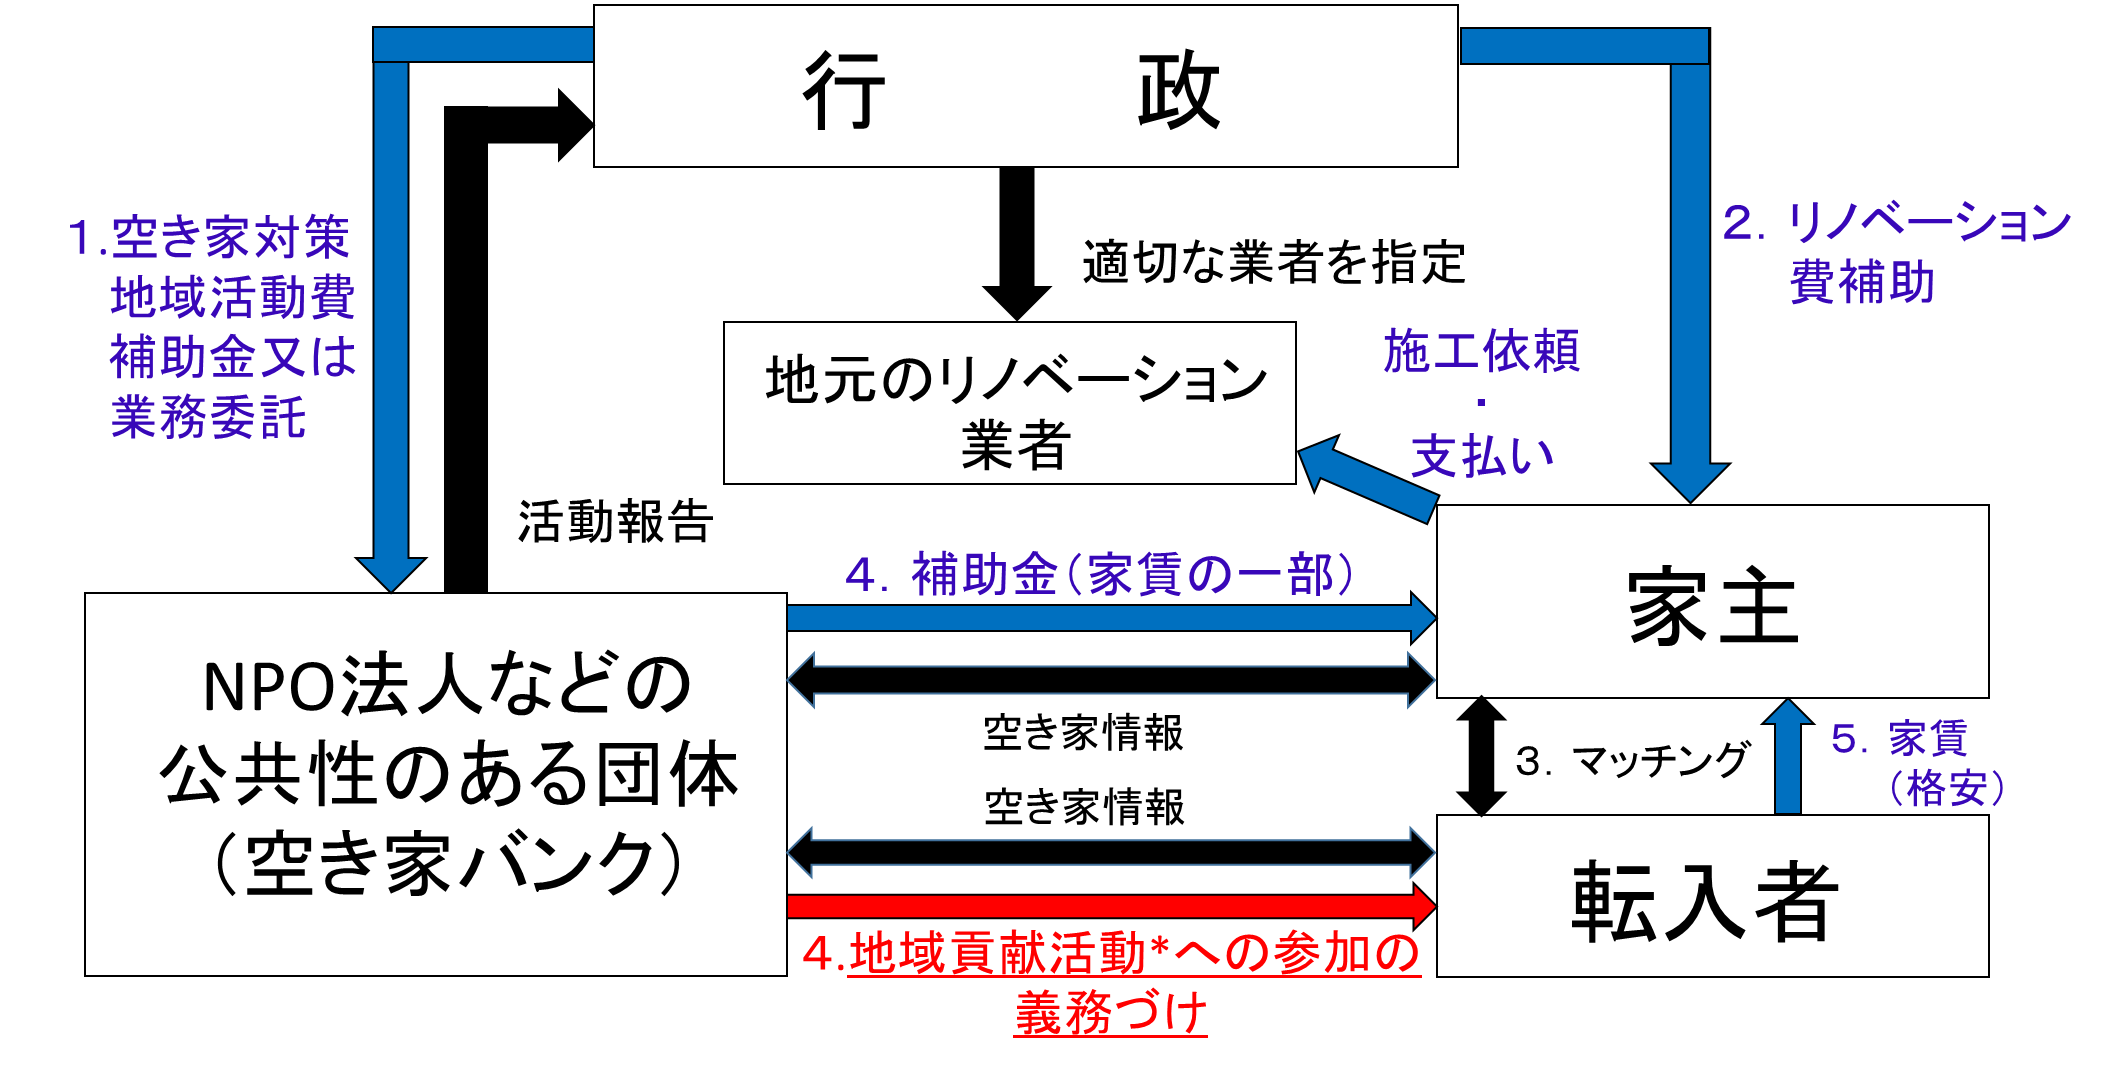 行　政
1.空き家対策
地域活動費
補助金又は
業務委託
2. リノベーション
費補助
適切な業者を指定
地元のリノベーション
業者
施工依頼
・
支払い
活動報告
4. 補助金（家賃の一部）
家主
NPO法人などの
公共性のある団体
（空き家バンク）
空き家情報
3. マッチング
5. 家賃
（格安）
空き家情報
転入者
4.地域貢献活動*への参加の
義務づけ